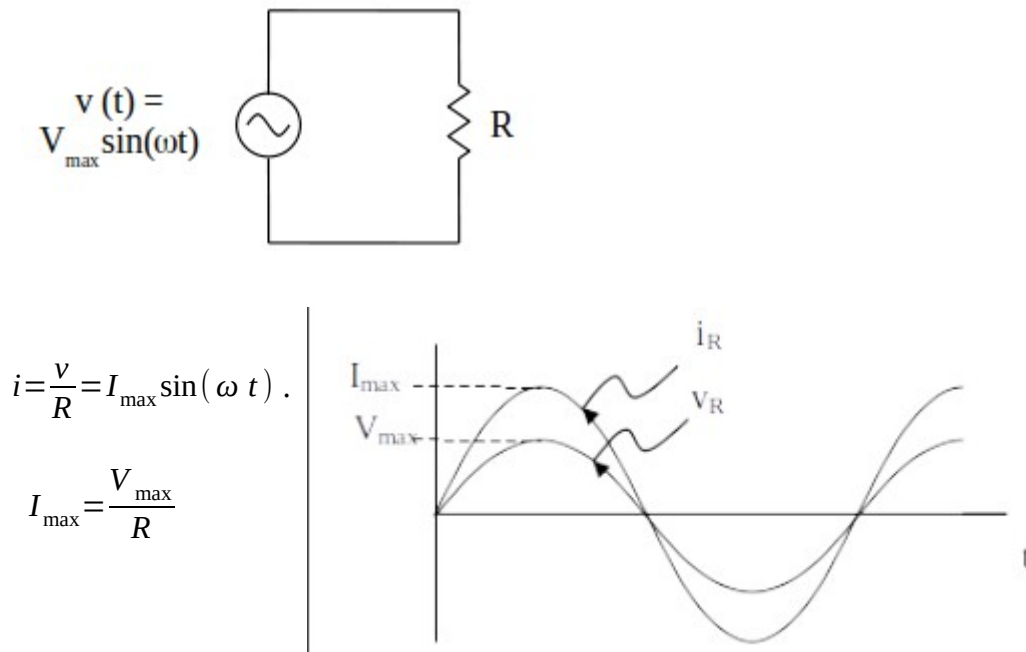 v (t) =
V_max sin(ωt)
R
i = v/R = I_max sin( ω t ) .
I_max = V_max/R
i_R
I_max
v_R
V_max
t